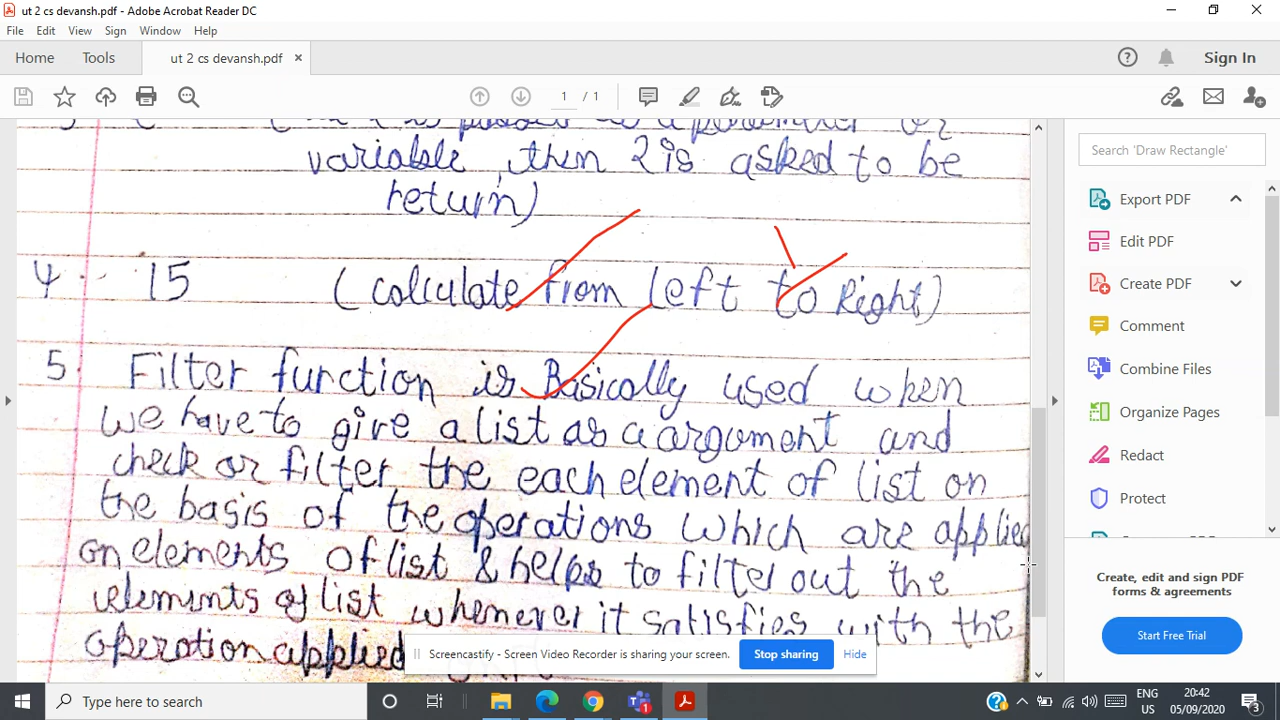 ut 2 cs devansh.pdf - Adobe Acrobat Reader DC
File Edit View Sign Window Help
Home Tools ut 2 cs devansh.pdf × ? Sign In
1 / 1
variable, then 2 is asked to be
return)
4. 15 (calculate from left to Right)
5. Filter function is Basically used when
we have to give a list as a argument and
check or filter the each element of list on
the basis of the operations which are applied
on elements of list & helps to filter out the
elements of list whenever it satisfies with the
operation applied
Search 'Draw Rectangle'
Export PDF
Edit PDF
Create PDF
Comment
Combine Files
Organize Pages
Redact
Protect
Create, edit and sign PDF
forms & agreements
Start Free Trial
Screencastify - Screen Video Recorder is sharing your screen. Stop sharing Hide
Type here to search
ENG
US
20:42
05/09/2020
3